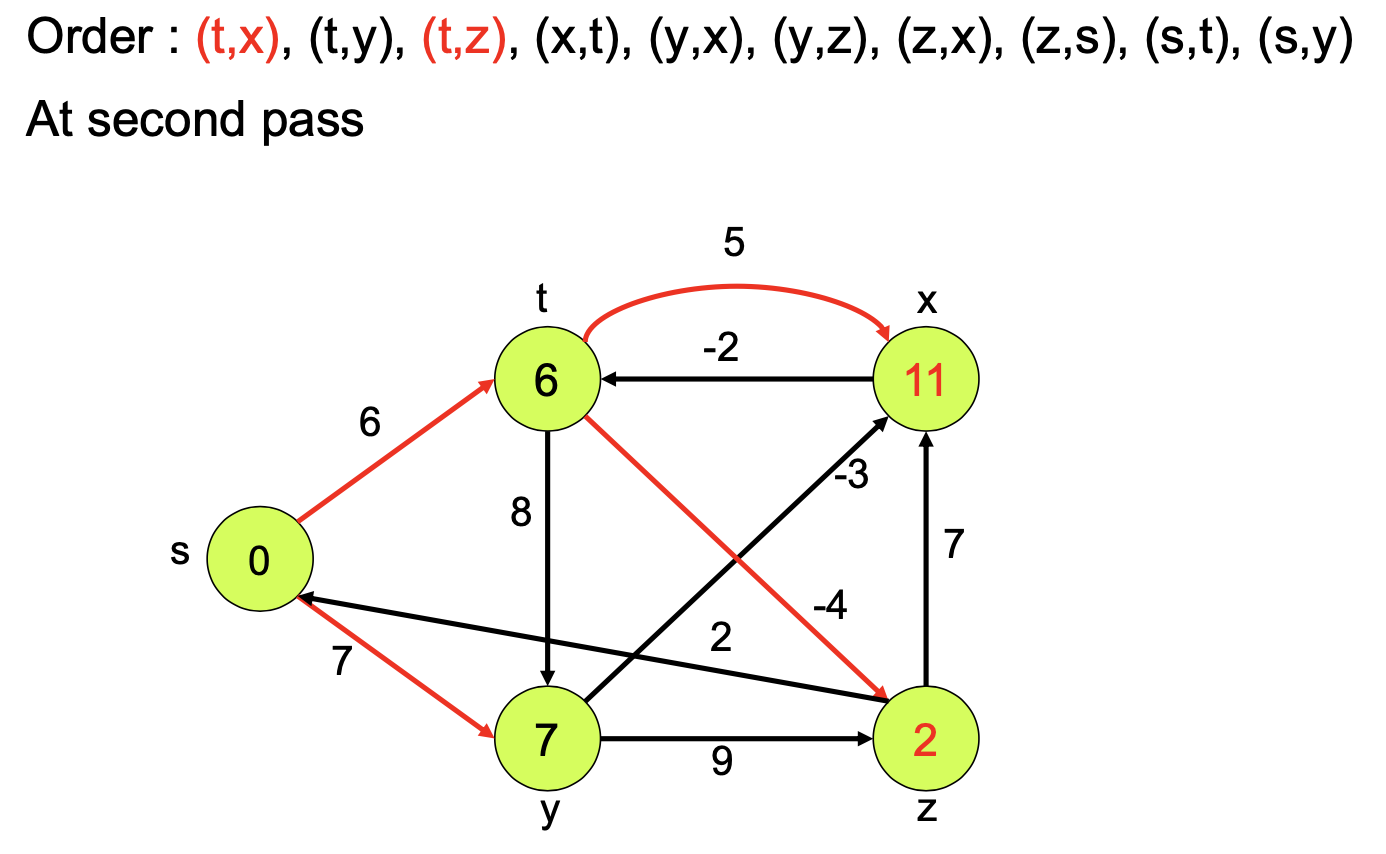 Order : (t,x), (t,y), (t,z), (x,t), (y,x), (y,z), (z,x), (z,s), (s,t), (s,y)
At second pass
5
t
x
-2
6
11
6
-3
8
s
0
7
-4
2
7
7
2
9
y
z